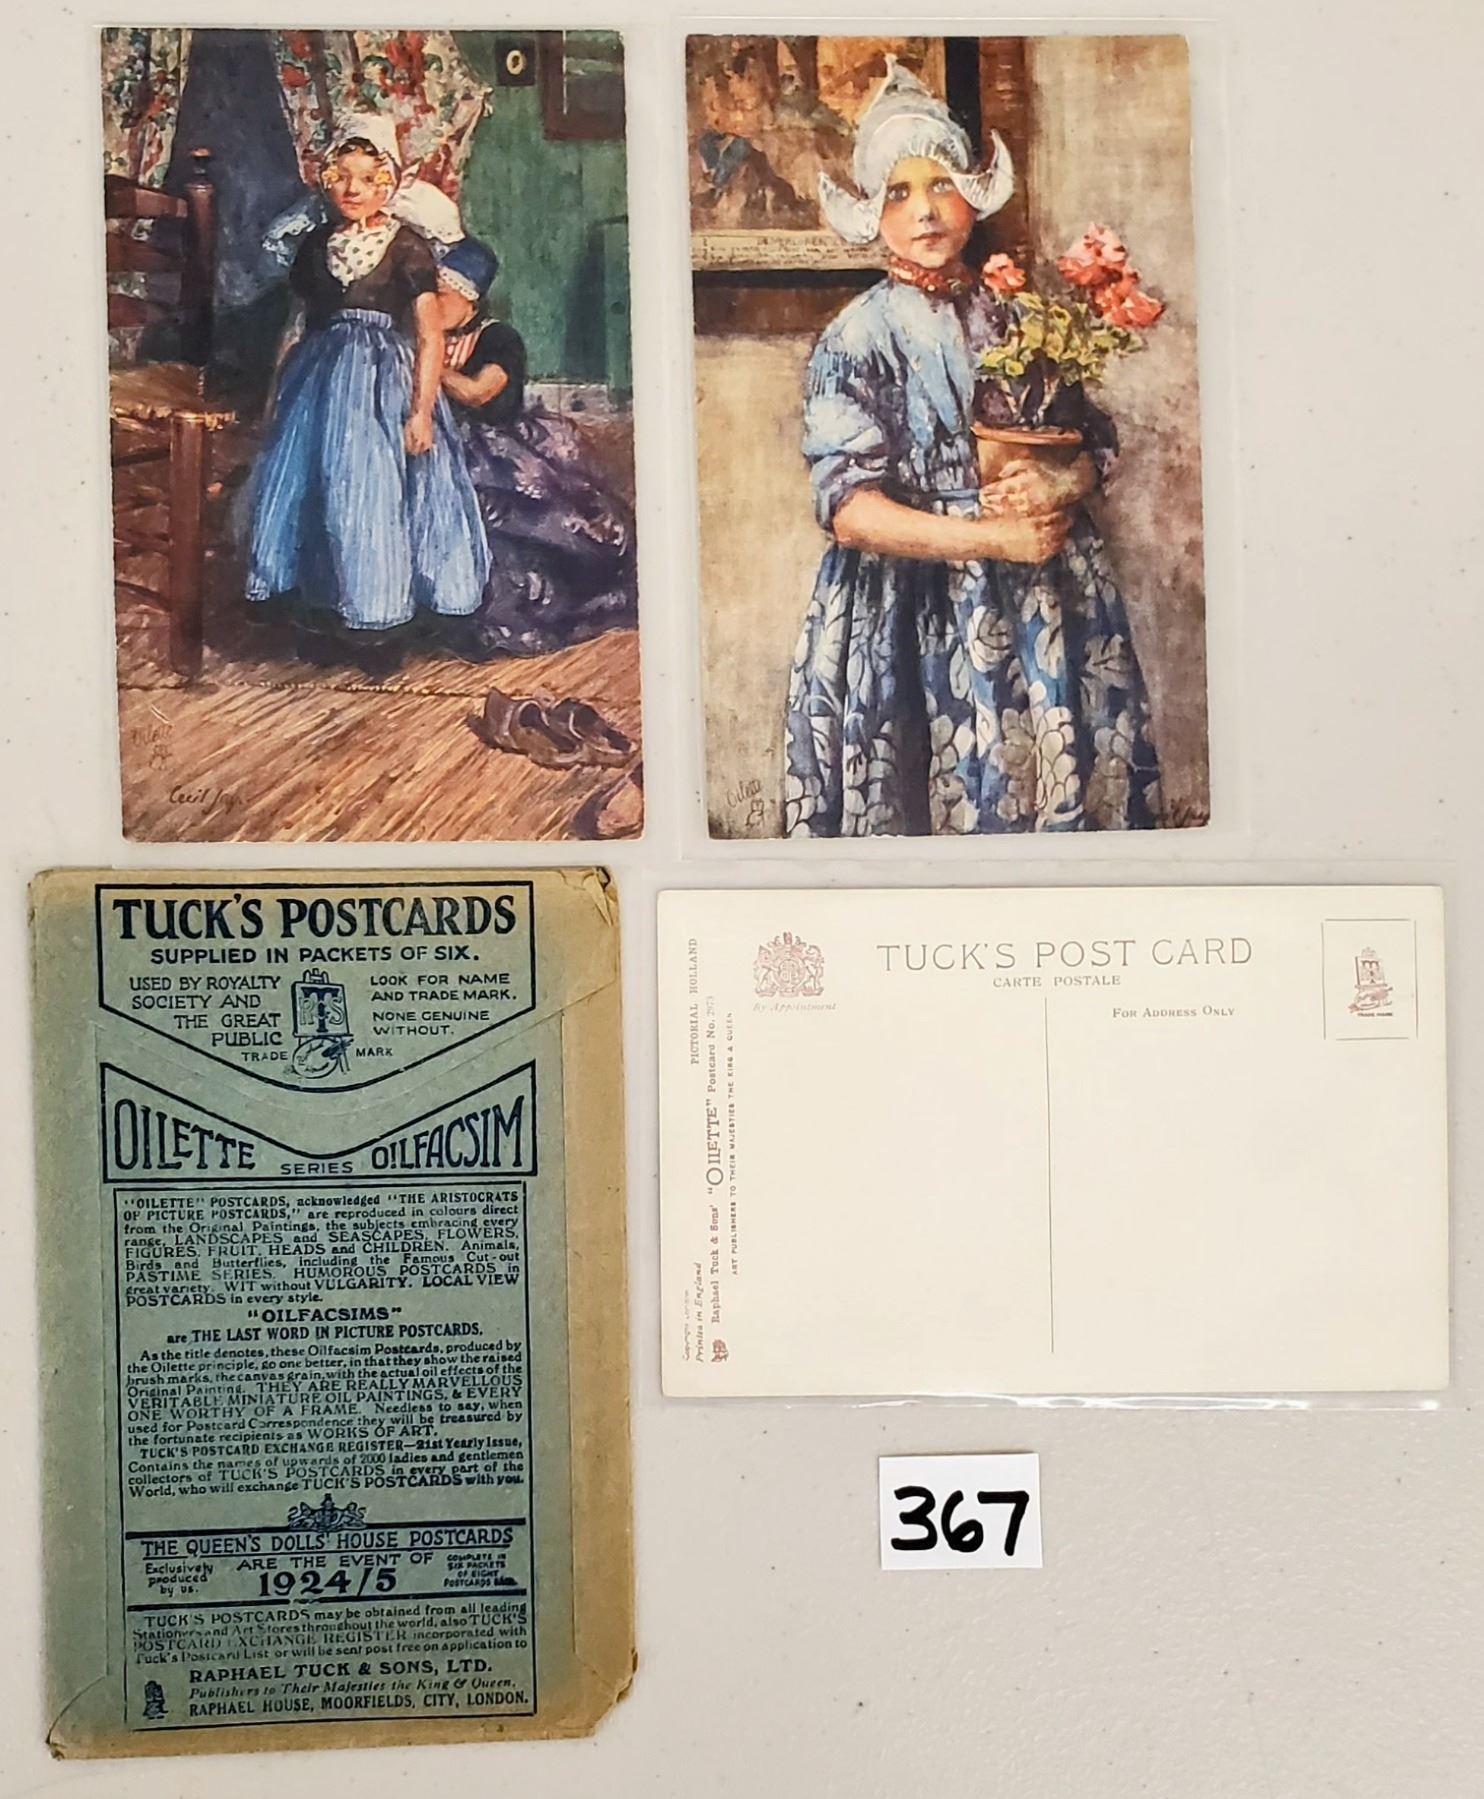 Oilette
Cecil Jay.
Oilette
TUCK'S POSTCARDS
SUPPLIED IN PACKETS OF SIX.
USED BY ROYALTY
SOCIETY AND
THE GREAT
PUBLIC
LOOK FOR NAME
AND TRADE MARK.
NONE GENUINE
WITHOUT.
TRADE MARK
OILETTE SERIES OILFACSIM
"OILETTE" POSTCARDS, acknowledged "THE ARISTOCRATS
OF PICTURE POSTCARDS," are reproduced in colours direct
from the Original Paintings, the subjects embracing every
range, LANDSCAPES and SEASCAPES, FLOWERS,
FIGURES, FRUIT, HEADS and CHILDREN. Animals,
Birds and Butterflies, including the Famous Cut-out
PASTIME SERIES. HUMOROUS POSTCARDS in
great variety. WIT without VULGARITY. LOCAL VIEW
POSTCARDS in every style.
"OILFACSIMS"
are THE LAST WORD IN PICTURE POSTCARDS.
As the title denotes, these Oilfacsim Postcards, produced by
the Oilette principle, go one better, in that they show the raised
brush marks, the canvas grain, with the actual oil effects of the
Original Painting. THEY ARE REALLY MARVELLOUS
VERITABLE MINIATURE OIL PAINTINGS, & EVERY
ONE WORTHY OF A FRAME. Needless to say, when
used for Postcard Correspondence they will be treasured by
the fortunate recipients as WORKS OF ART.
TUCK'S POSTCARD EXCHANGE REGISTER—21st Yearly Issue,
Contains the names of upwards of 2000 ladies and gentlemen
collectors of TUCK'S POSTCARDS in every part of the
World, who will exchange TUCK'S POSTCARDS with you.
THE QUEEN'S DOLLS' HOUSE POSTCARDS
Exclusively
produced
by us.
ARE THE EVENT OF
1924/5
COMPLETE IN
SIX PACKETS
OF EIGHT
POSTCARDS
TUCK'S POSTCARDS may be obtained from all leading
Stationers and Art Stores throughout the world, also TUCK'S
POSTCARD EXCHANGE REGISTER incorporated with
Tuck's Postcard List or will be sent post free on application to
RAPHAEL TUCK & SONS, LTD.
Publishers to Their Majesties the King & Queen,
RAPHAEL HOUSE, MOORFIELDS, CITY, LONDON.
TUCK'S POST CARD
CARTE POSTALE
By Appointment
FOR ADDRESS ONLY
TRADE MARK
PICTORIAL HOLLAND
Raphael Tuck & Sons' "OILETTE" Postcard No. 2973
ART PUBLISHERS TO THEIR MAJESTIES THE KING & QUEEN.
Printed in England
367